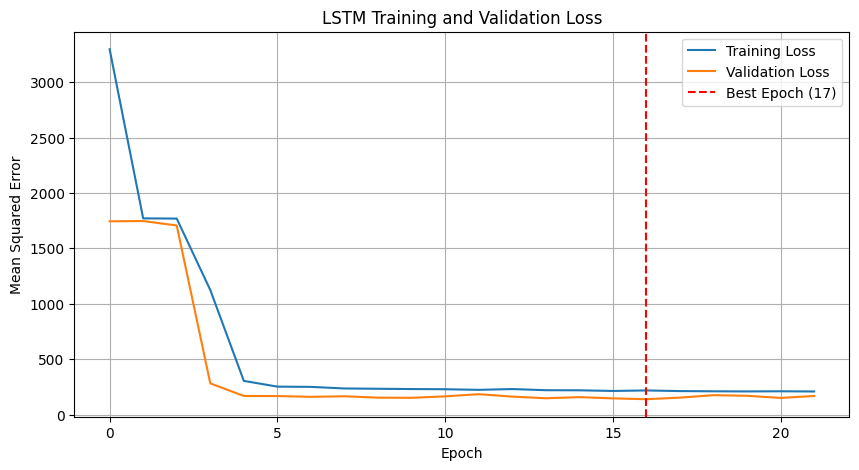 LSTM Training and Validation Loss
Training Loss
Validation Loss
Best Epoch (17)
Mean Squared Error
3000
2500
2000
1500
1000
500
0
0 5 10 15 20
Epoch